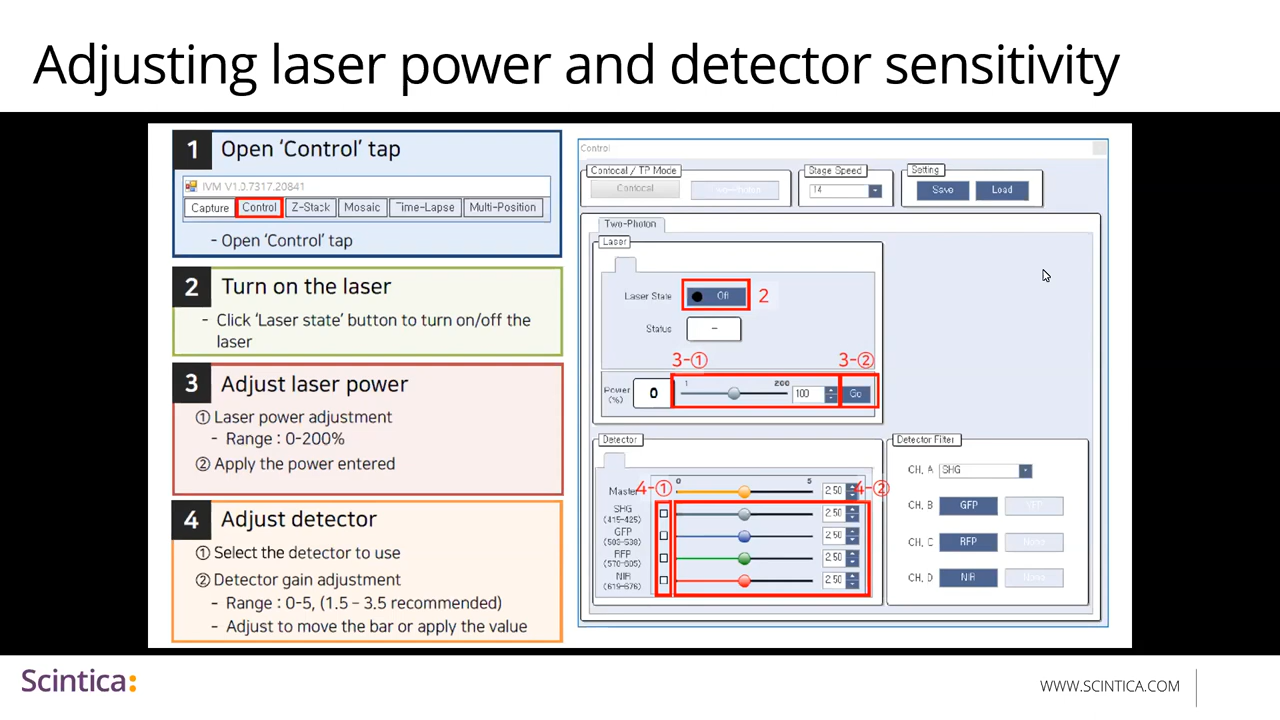 Adjusting laser power and detector sensitivity
1 Open ‘Control’ tap
IVM V1.0.7317.20841
Capture Control Z-Stack Mosaic Time-Lapse Multi-Position
- Open ‘Control’ tap
2 Turn on the laser
- Click ‘Laser state’ button to turn on/off the
laser
3 Adjust laser power
① Laser power adjustment
- Range : 0-200%
② Apply the power entered
4 Adjust detector
① Select the detector to use
② Detector gain adjustment
- Range : 0-5, (1.5 – 3.5 recommended)
- Adjust to move the bar or apply the value
Control
Contocal / TP Mode
Contocal
Stage Speed
14
Setting
Save Load
Two-Photon
Laser
Laser State Off 2
Status -
3-① 3-②
Power
(%)
0 1 200 100 Go
Detector
0 5
Master 4-① 2,50 4-②
SHG
(415-425) 2,50
GFP
(503-538) 2,50
RFP
(570-605) 2,50
NIR
(619-676) 2,50
Detector Filter
CH, A SHG
CH, B GFP YFP
CH, C RFP None
CH, D NIR None
Scintica:
WWW.SCINTICA.COM